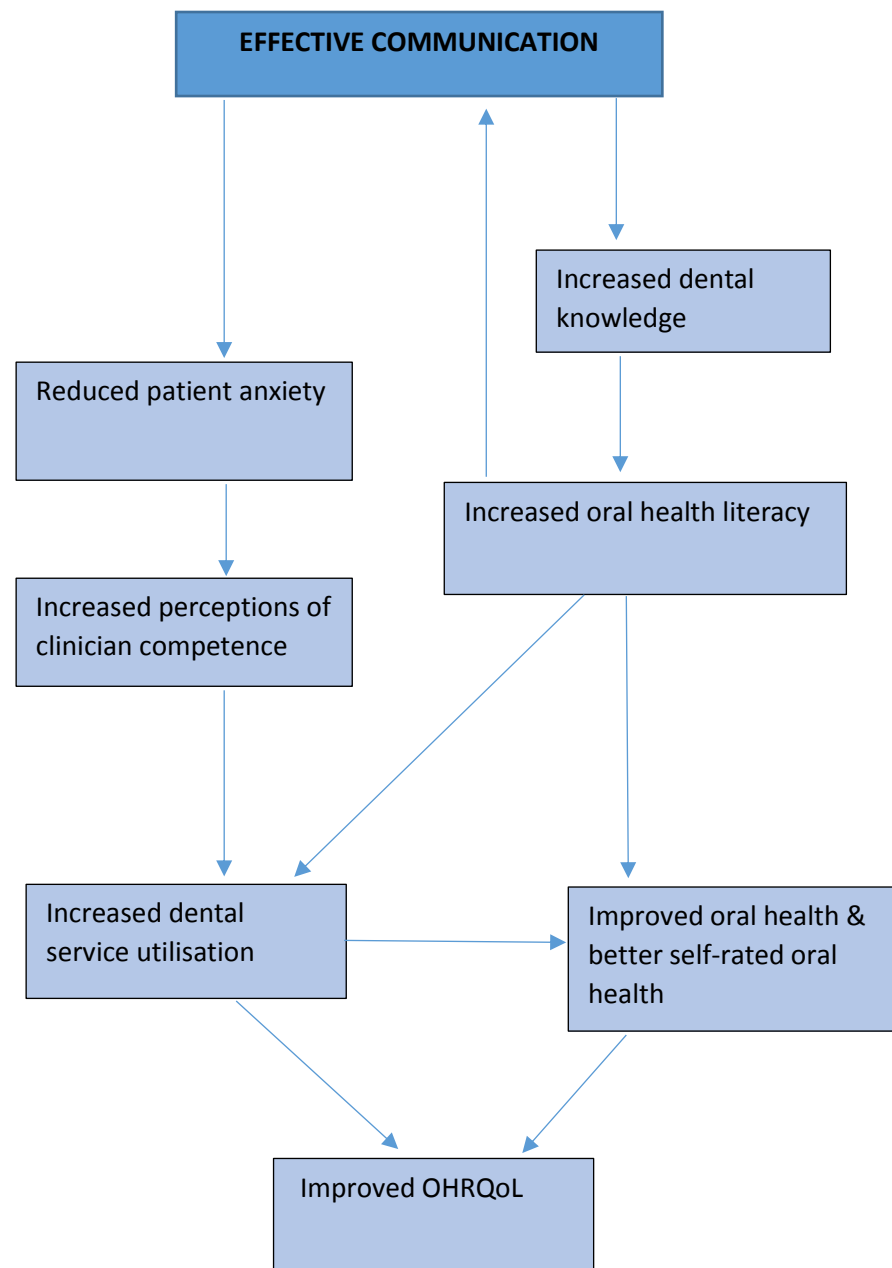 EFFECTIVE COMMUNICATION
Increased dental
knowledge
Reduced patient anxiety
Increased oral health literacy
Increased perceptions of
clinician competence
Increased dental
service utilisation
Improved oral health &
better self-rated oral
health
Improved OHRQoL